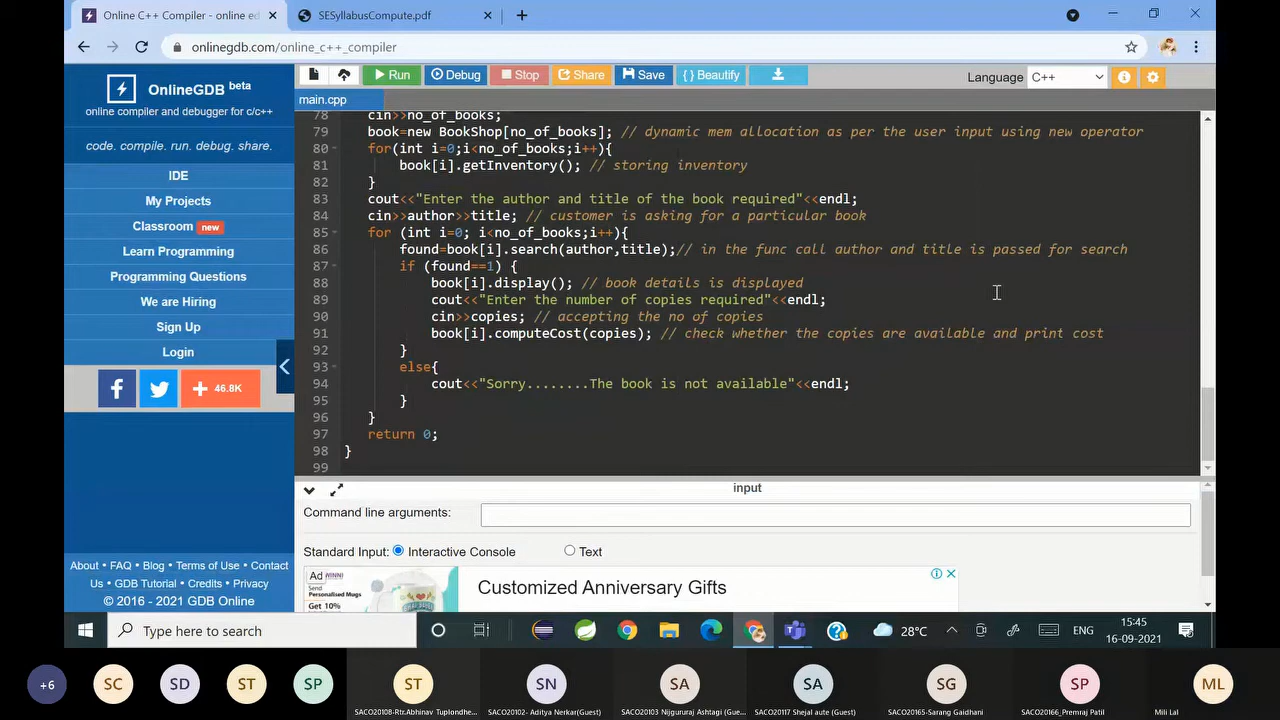 Online C++ Compiler - online ed
SESyllabusCompute.pdf
onlinegdb.com/online_c++_compiler
OnlineGDB beta
online compiler and debugger for c/c++
code. compile. run. debug. share.
IDE
My Projects
Classroom new
Learn Programming
Programming Questions
We are Hiring
Sign Up
Login
46.8K
About • FAQ • Blog • Terms of Use • Contact
Us • GDB Tutorial • Credits • Privacy
© 2016 - 2021 GDB Online
Run Debug Stop Share Save { } Beautify
Language C++
main.cpp
78 cin>>no_of_books;
79 book=new BookShop[no_of_books]; // dynamic mem allocation as per the user input using new operator
80 for(int i=0;i<no_of_books;i++){
81 book[i].getInventory(); // storing inventory
82 }
83 cout<<"Enter the author and title of the book required"<<endl;
84 cin>>author>>title; // customer is asking for a particular book
85 for (int i=0; i<no_of_books;i++){
86 found=book[i].search(author,title);// in the func call author and title is passed for search
87 if (found==1) {
88 book[i].display(); // book details is displayed
89 cout<<"Enter the number of copies required"<<endl;
90 cin>>copies; // accepting the no of copies
91 book[i].computeCost(copies); // check whether the copies are available and print cost
92 }
93 else{
94 cout<<"Sorry........The book is not available"<<endl;
95 }
96 }
97 return 0;
98 }
99
input
Command line arguments:
Standard Input: Interactive Console Text
Ad
Send
Personalised Mugs
Get 10%
Customized Anniversary Gifts
Type here to search
28°C
ENG
15:45
16-09-2021
+6 SC SD ST SP ST SN SA SA SG SP ML
SACO20108-Rtr.Abhinav Tuplondhe...
SACO20102- Aditya Nerkar(Guest)
SACO20103 Nijgururaj Ashtagi (Gue...
SACO20117 Shejal aute (Guest)
SACO20165-Sarang Gaidhani
SACO20166_Premraj Patil
Mili Lal